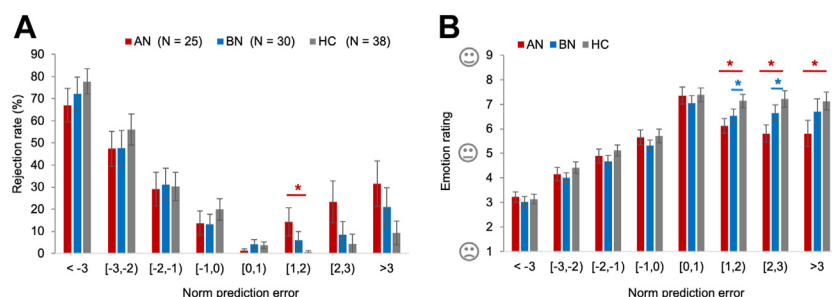 A
AN (N = 25) BN (N = 30) HC (N = 38)
Rejection rate (%)
90
80
70
60
50
40
30
20
10
0
*
< -3 [-3,-2) [-2,-1) [-1,0) [0,1) [1,2) [2,3) >3
Norm prediction error
B
AN BN HC
Emotion rating
9
8
7
6
5
4
3
2
1
* * *
* *
< -3 [-3,-2) [-2,-1) [-1,0) [0,1) [1,2) [2,3) >3
Norm prediction error